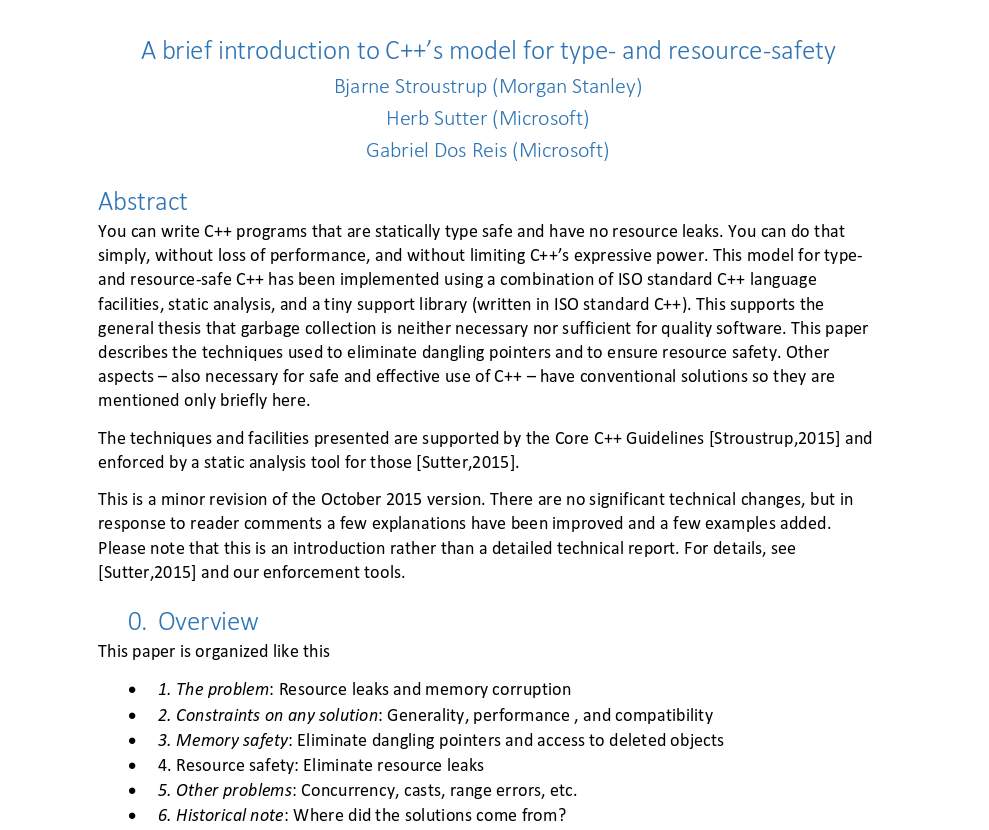 A brief introduction to C++’s model for type- and resource-safety
Bjarne Stroustrup (Morgan Stanley)
Herb Sutter (Microsoft)
Gabriel Dos Reis (Microsoft)
Abstract
You can write C++ programs that are statically type safe and have no resource leaks. You can do that
simply, without loss of performance, and without limiting C++’s expressive power. This model for type-
and resource-safe C++ has been implemented using a combination of ISO standard C++ language
facilities, static analysis, and a tiny support library (written in ISO standard C++). This supports the
general thesis that garbage collection is neither necessary nor sufficient for quality software. This paper
describes the techniques used to eliminate dangling pointers and to ensure resource safety. Other
aspects – also necessary for safe and effective use of C++ – have conventional solutions so they are
mentioned only briefly here.
The techniques and facilities presented are supported by the Core C++ Guidelines [Stroustrup,2015] and
enforced by a static analysis tool for those [Sutter,2015].
This is a minor revision of the October 2015 version. There are no significant technical changes, but in
response to reader comments a few explanations have been improved and a few examples added.
Please note that this is an introduction rather than a detailed technical report. For details, see
[Sutter,2015] and our enforcement tools.
0. Overview
This paper is organized like this
• 1. The problem: Resource leaks and memory corruption
• 2. Constraints on any solution: Generality, performance , and compatibility
• 3. Memory safety: Eliminate dangling pointers and access to deleted objects
• 4. Resource safety: Eliminate resource leaks
• 5. Other problems: Concurrency, casts, range errors, etc.
• 6. Historical note: Where did the solutions come from?